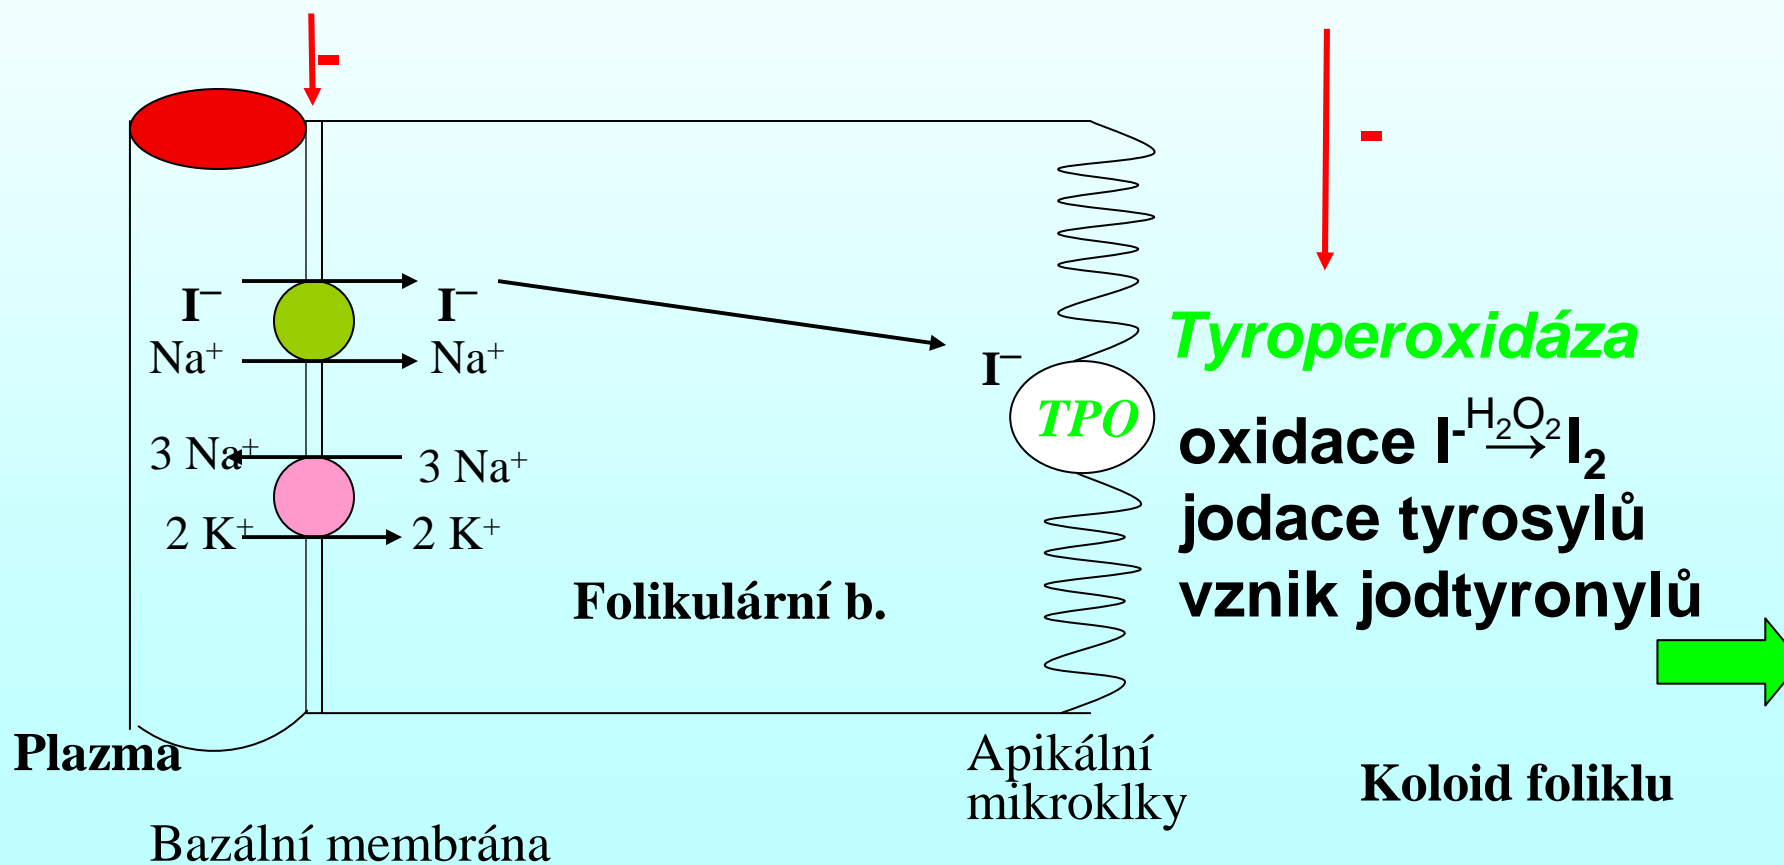 -
-
I⁻ I⁻
Na⁺ Na⁺
I⁻
TPO
3 Na⁺ 3 Na⁺
2 K⁺ 2 K⁺
Folikulární b.
Tyroperoxidáza
oxidace I⁻ H₂O₂ → I₂
jodace tyrosylů
vznik jodtyronylů
Plazma
Apikální
mikroklky
Koloid foliklu
Bazální membrána